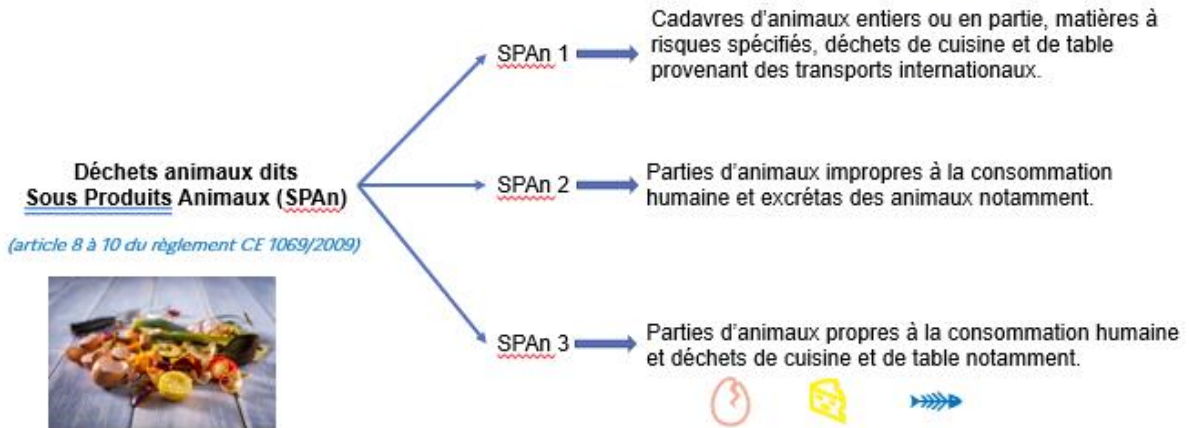 Déchets animaux dits
Sous Produits Animaux (SPAn)
(article 8 à 10 du règlement CE 1069/2009)
SPAn 1
Cadavres d'animaux entiers ou en partie, matières à
risques spécifiés, déchets de cuisine et de table
provenant des transports internationaux.
SPAn 2
Parties d'animaux impropres à la consommation
humaine et excrétas des animaux notamment.
SPAn 3
Parties d'animaux propres à la consommation humaine
et déchets de cuisine et de table notamment.